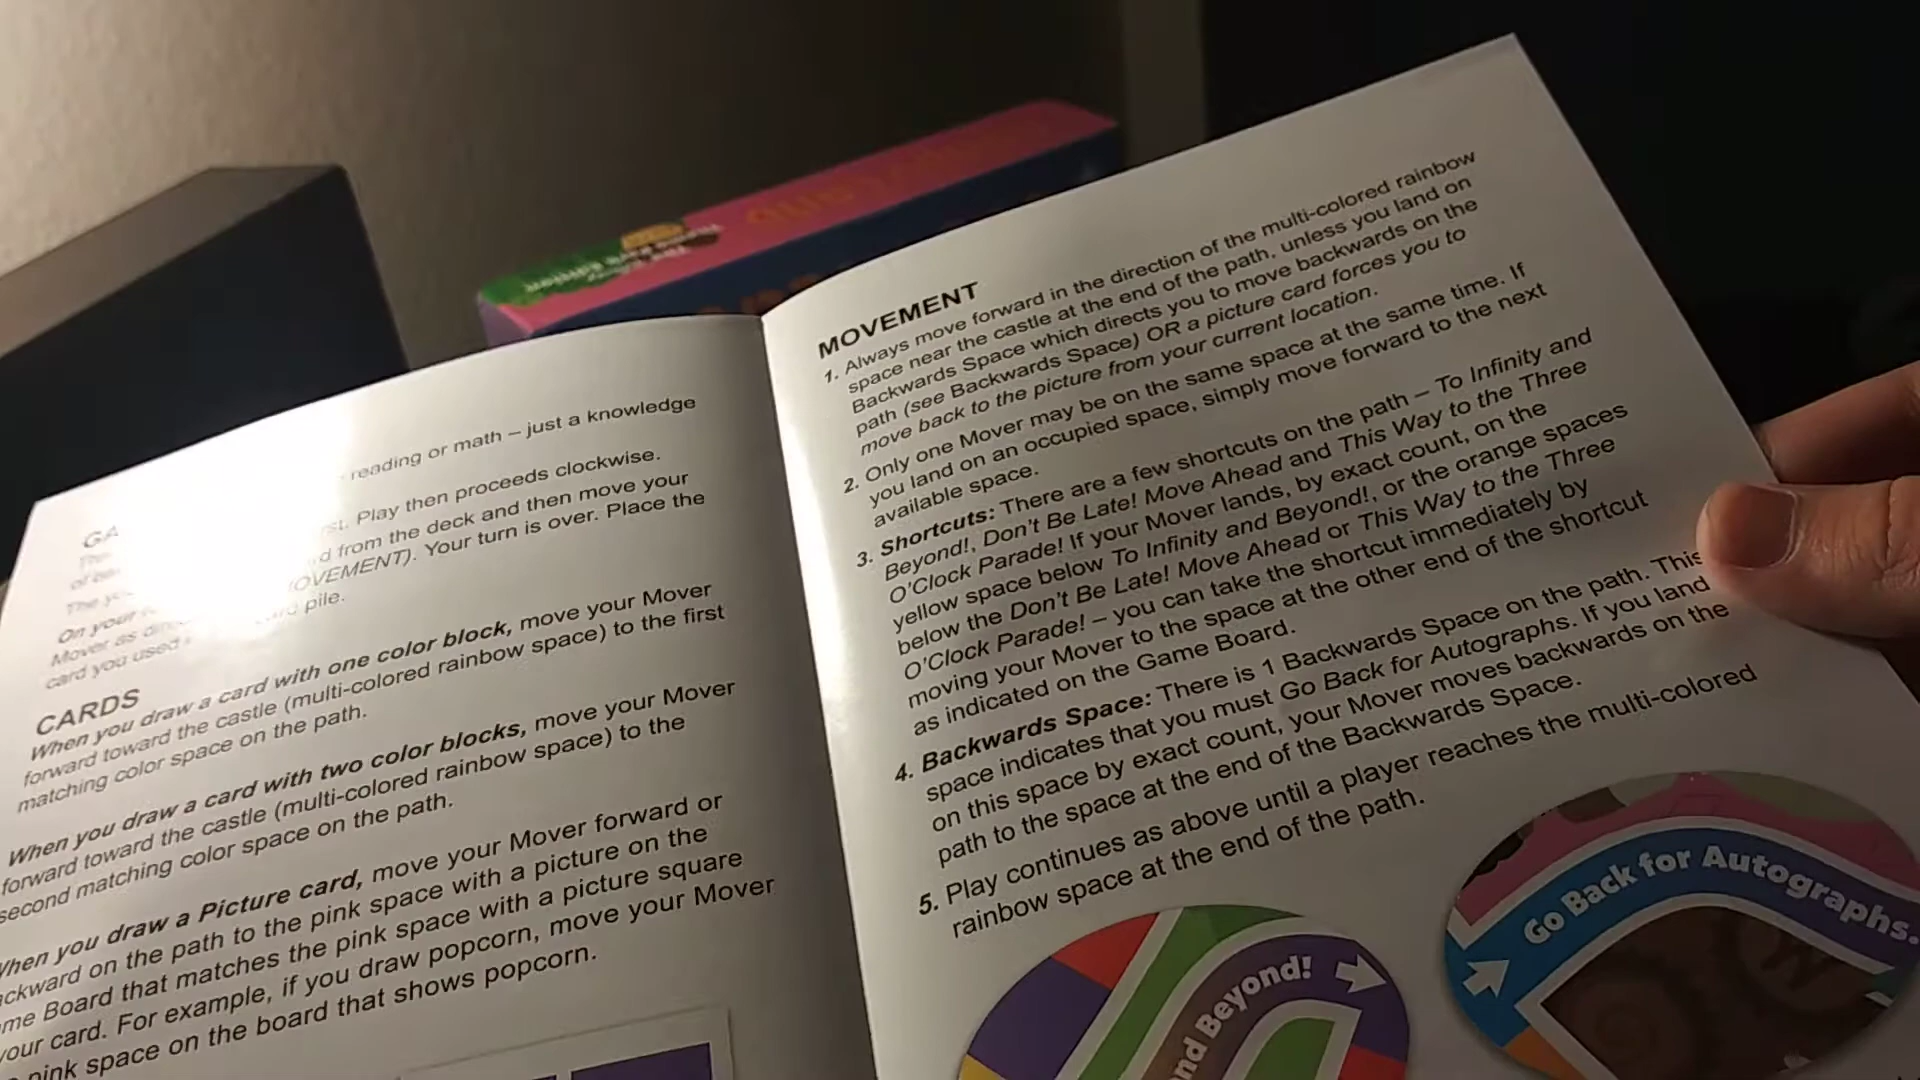 reading or math – just a knowledge
Play then proceeds clockwise.
from the deck and then move your
MOVEMENT). Your turn is over. Place the
card you used pile.
CARDS
When you draw a card with one color block, move your Mover
forward toward the castle (multi-colored rainbow space) to the first
matching color space on the path.
When you draw a card with two color blocks, move your Mover
forward toward the castle (multi-colored rainbow space) to the
second matching color space on the path.
When you draw a Picture card, move your Mover forward or
backward on the path to the pink space with a picture on the
Board that matches the pink space with a picture square
your card. For example, if you draw popcorn, move your Mover
pink space on the board that shows popcorn.
MOVEMENT
1. Always move forward in the direction of the multi-colored rainbow
space near the castle at the end of the path, unless you land on
Backwards Space which directs you to move backwards on the
path (see Backwards Space) OR a picture card forces you to
move back to the picture from your current location.
2. Only one Mover may be on the same space at the same time. If
you land on an occupied space, simply move forward to the next
available space.
3. Shortcuts: There are a few shortcuts on the path – To Infinity and
Beyond!, Don't Be Late! Move Ahead and This Way to the Three
O'Clock Parade! If your Mover lands, by exact count, on the
yellow space below To Infinity and Beyond!, or the orange spaces
below the Don't Be Late! Move Ahead or This Way to the Three
O'Clock Parade! – you can take the shortcut immediately by
moving your Mover to the space at the other end of the shortcut
as indicated on the Game Board.
4. Backwards Space: There is 1 Backwards Space on the path. This
space indicates that you must Go Back for Autographs. If you land
on this space by exact count, your Mover moves backwards on the
path to the space at the end of the Backwards Space.
5. Play continues as above until a player reaches the multi-colored
rainbow space at the end of the path.
Go Back for Autographs.
Beyond!